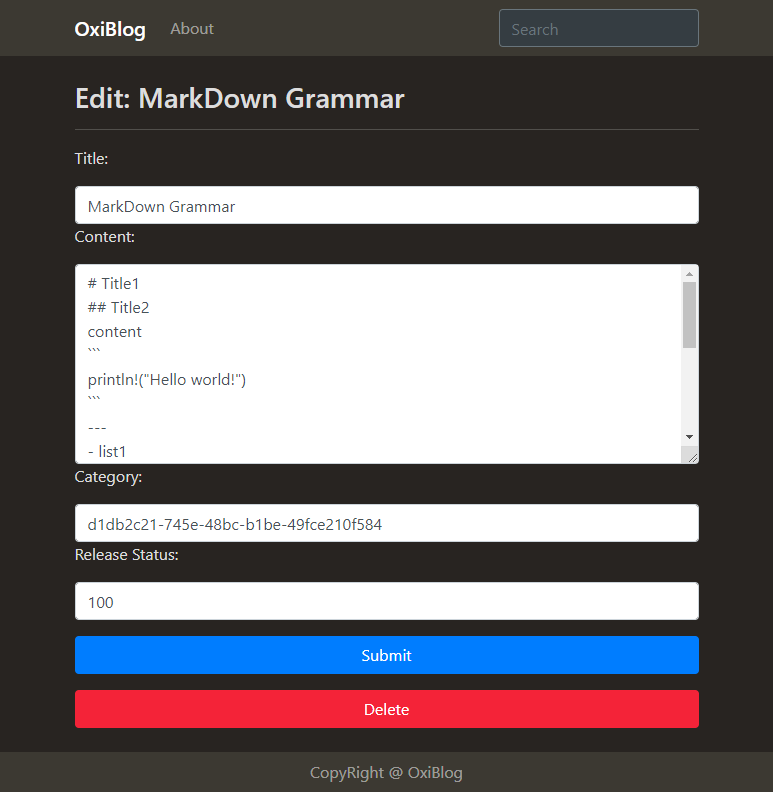 OxiBlog About Search
Edit: MarkDown Grammar
Title:
MarkDown Grammar
Content:
# Title1
## Title2
content
```
println!("Hello world!")
```
---
- list1
Category:
d1db2c21-745e-48bc-b1be-49fce210f584
Release Status:
100
Submit
Delete
CopyRight @ OxiBlog